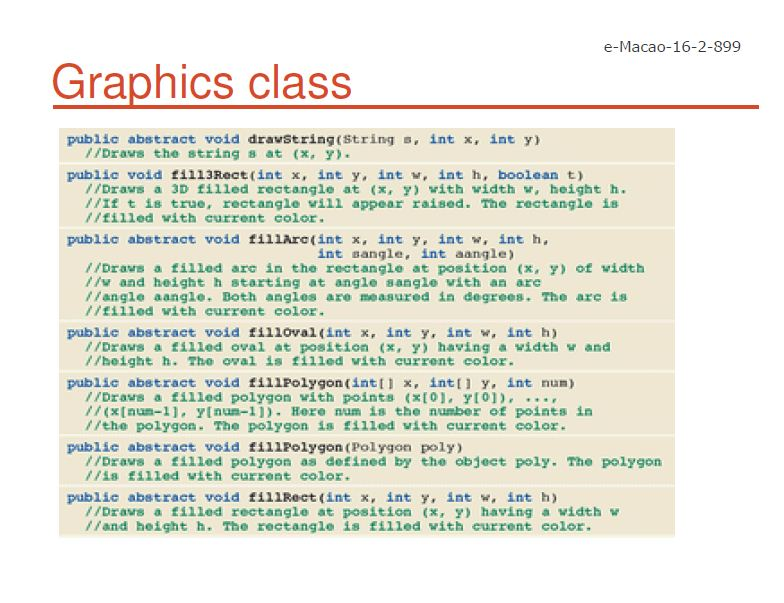 e-Macao-16-2-899
Graphics class
public abstract void drawString(String s, int x, int y)
//Draws the string s at (x, y).
public void fill3Rect(int x, int y, int w, int h, boolean t)
//Draws a 3D filled rectangle at (x, y) with width w, height h.
//If t is true, rectangle will appear raised. The rectangle is
//filled with current color.
public abstract void fillArc(int x, int y, int w, int h,
int sangle, int aangle)
//Draws a filled arc in the rectangle at position (x, y) of width
//w and height h starting at angle sangle with an arc
//angle aangle. Both angles are measured in degrees. The arc is
//filled with current color.
public abstract void fillOval(int x, int y, int w, int h)
//Draws a filled oval at position (x, y) having a width w and
//height h. The oval is filled with current color.
public abstract void fillPolygon(int[] x, int[] y, int num)
//Draws a filled polygon with points (x[0], y[0]), ...,
//(x[num-1], y[num-1]). Here num is the number of points in
//the polygon. The polygon is filled with current color.
public abstract void fillPolygon(Polygon poly)
//Draws a filled polygon as defined by the object poly. The polygon
//is filled with current color.
public abstract void fillRect(int x, int y, int w, int h)
//Draws a filled rectangle at position (x, y) having a width w
//and height h. The rectangle is filled with current color.